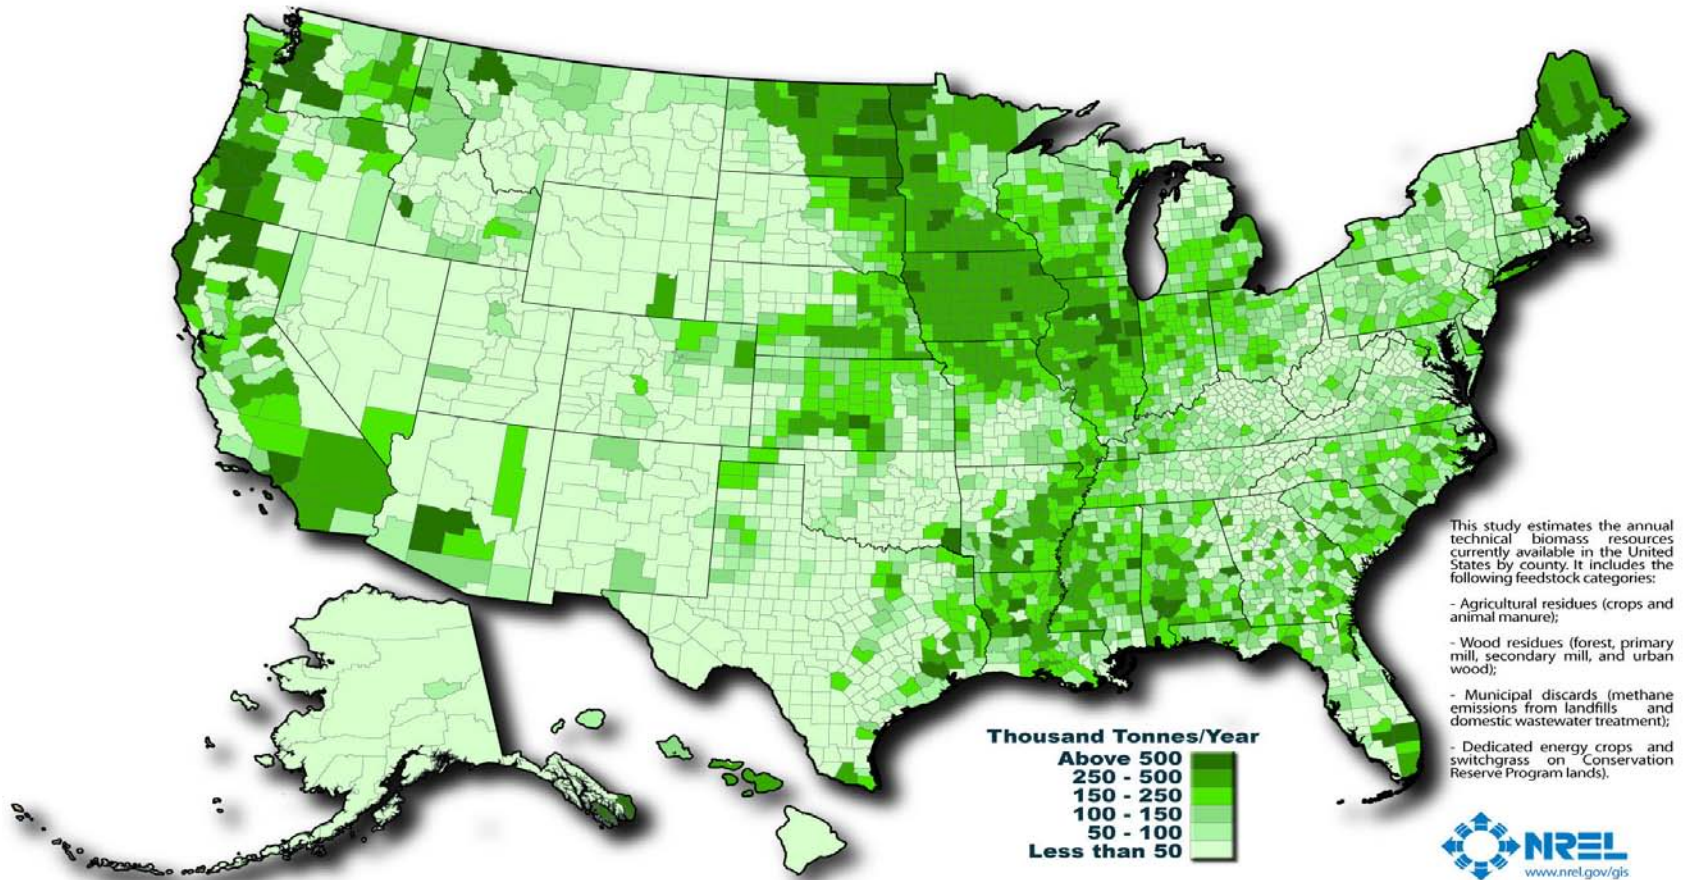 This study estimates the annual
technical biomass resources
currently available in the United
States by county. It includes the
following feedstock categories:
- Agricultural residues (crops and
animal manure);
- Wood residues (forest, primary
mill, secondary mill, and urban
wood);
- Municipal discards (methane
emissions from landfills and
domestic wastewater treatment);
- Dedicated energy crops and
switchgrass on Conservation
Reserve Program lands).
Thousand Tonnes/Year
Above 500
250 - 500
150 - 250
100 - 150
50 - 100
Less than 50
NREL
www.nrel.gov/gis